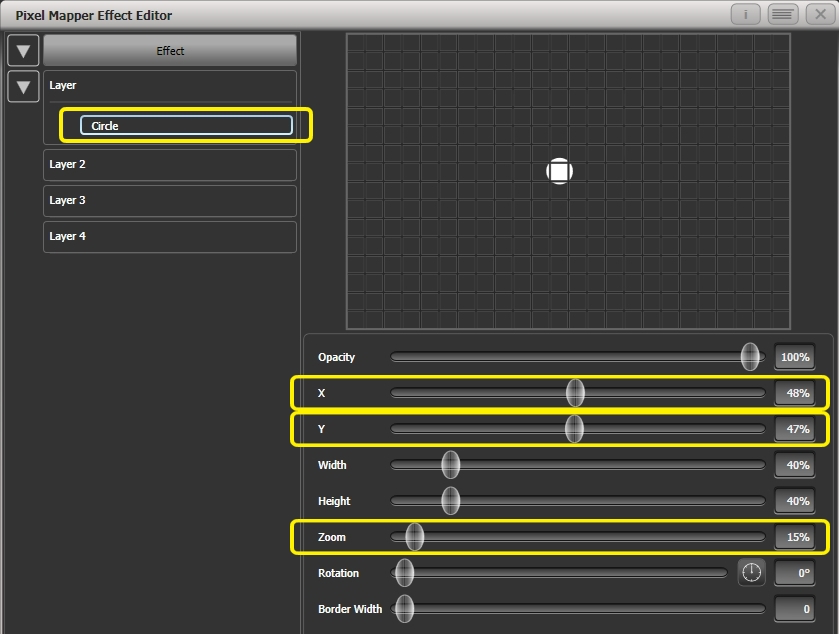 Pixel Mapper Effect Editor
i
Effect
Layer
Circle
Layer 2
Layer 3
Layer 4
Opacity 100%
X 48%
Y 47%
Width 40%
Height 40%
Zoom 15%
Rotation 0°
Border Width 0